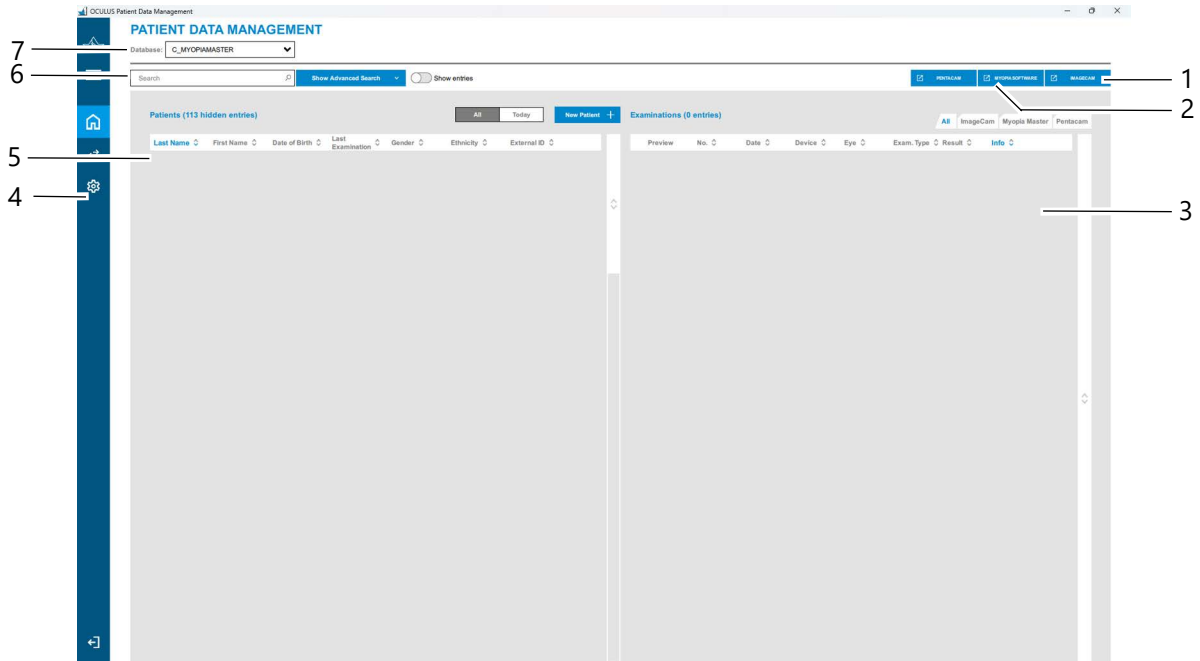 OCULUS Patient Data Management
PATIENT DATA MANAGEMENT
7
Database: C_MYOPIAMASTER
6
Search Show Advanced Search Show entries PENTACAM MYOPIA SOFTWARE IMAGECAM
1
2
Patients (113 hidden entries) All Today New Patient + Examinations (0 entries) All ImageCam Myopia Master Pentacam
Last Name First Name Date of Birth Last Examination Gender Ethnicity External ID Preview No. Date Device Eye Exam. Type Result Info
5
4
3